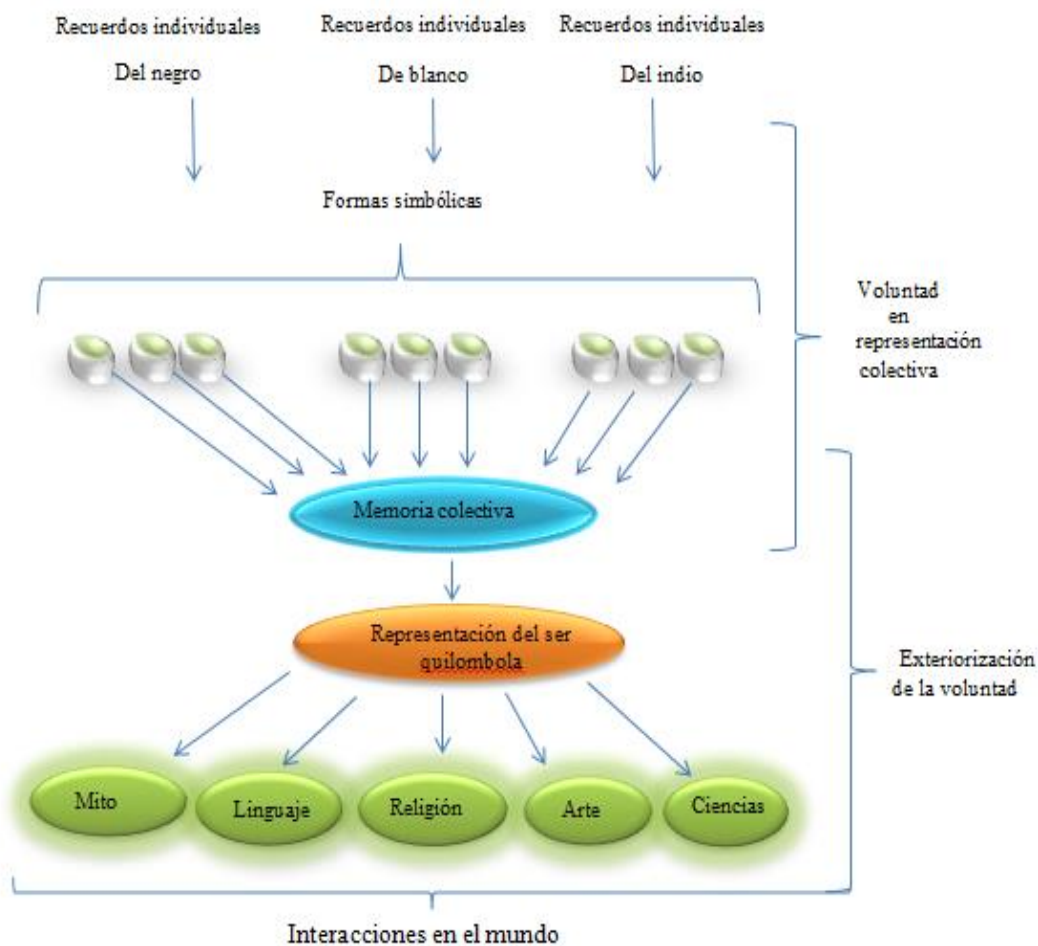 Recuerdos individuales
Del negro
Recuerdos individuales
De blanco
Recuerdos individuales
Del indio
Formas simbólicas
Voluntad
en
representación
colectiva
Memoria colectiva
Representación del ser
quilombola
Exteriorización
de la voluntad
Mito
Linguaje
Religión
Arte
Ciencias
Interacciones en el mundo